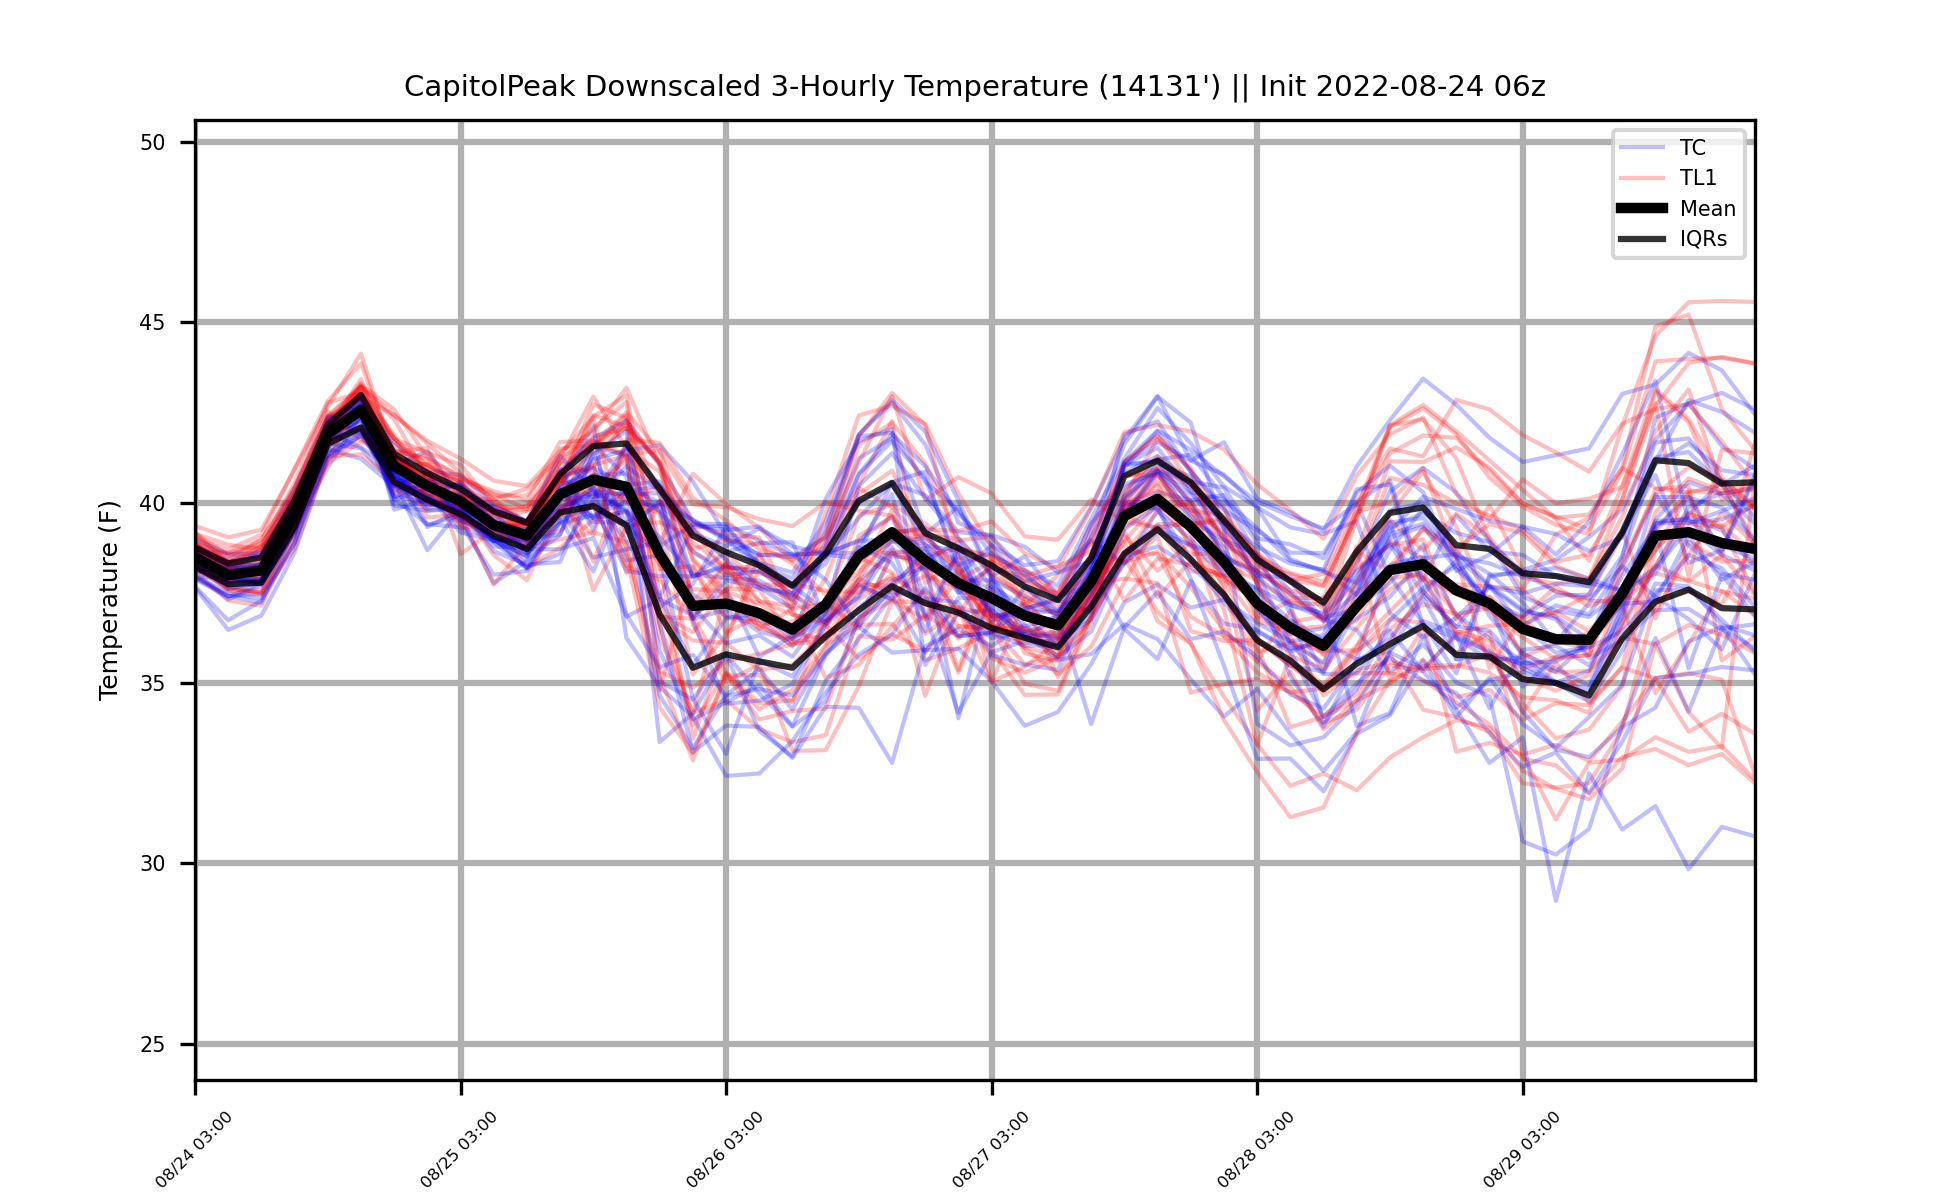 CapitolPeak Downscaled 3-Hourly Temperature (14131') || Init 2022-08-24 06z
TC
TL1
Mean
IQRs
Temperature (F)
50
45
40
35
30
25
08/24 03:00
08/25 03:00
08/26 03:00
08/27 03:00
08/28 03:00
08/29 03:00